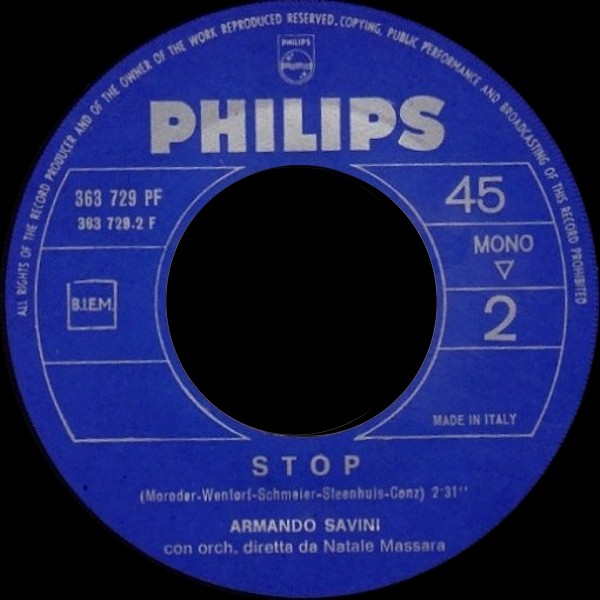 ALL RIGHTS OF THE RECORD PRODUCER AND OF THE OWNER OF THE WORK REPRODUCED RESERVED. COPYING, PUBLIC PERFORMANCE AND BROADCASTING OF THIS RECORD PROHIBITED
PHILIPS
PHILIPS
363 729 PF
363 729.2 F
B.I.E.M.
45
MONO
2
MADE IN ITALY
STOP
(Moroder-Wentorf-Schmeier-Steenhuis-Conz) 2'31''
ARMANDO SAVINI
con orch. diretta da Natale Massara